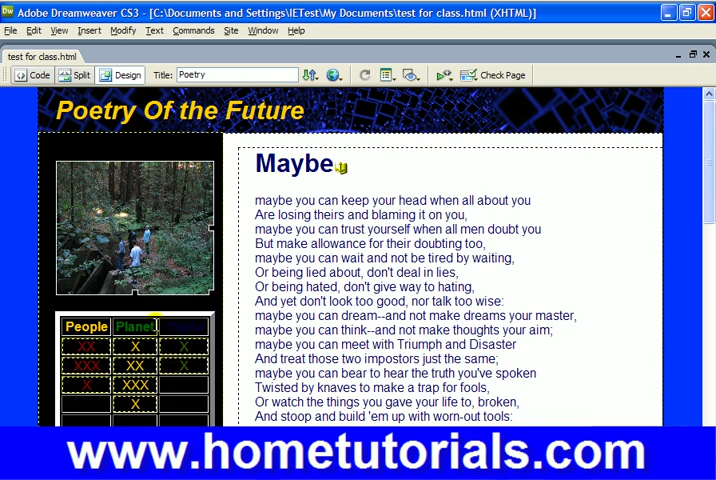 Adobe Dreamweaver CS3 - [C:\Documents and Settings\IETest\My Documents\test for class.html (XHTML)]
File Edit View Insert Modify Text Commands Site Window Help
test for class.html
Code Split Design Title: Poetry Check Page
Poetry Of the Future
Maybe
maybe you can keep your head when all about you
Are losing theirs and blaming it on you,
maybe you can trust yourself when all men doubt you
But make allowance for their doubting too,
maybe you can wait and not be tired by waiting,
Or being lied about, don't deal in lies,
Or being hated, don't give way to hating,
And yet don't look too good, nor talk too wise:
maybe you can dream--and not make dreams your master,
maybe you can think--and not make thoughts your aim;
maybe you can meet with Triumph and Disaster
And treat those two impostors just the same;
maybe you can bear to hear the truth you've spoken
Twisted by knaves to make a trap for fools,
Or watch the things you gave your life to, broken,
And stoop and build 'em up with worn-out tools:
People Planet
XX X X
XXX XX X
X XXX
X
www.hometutorials.com